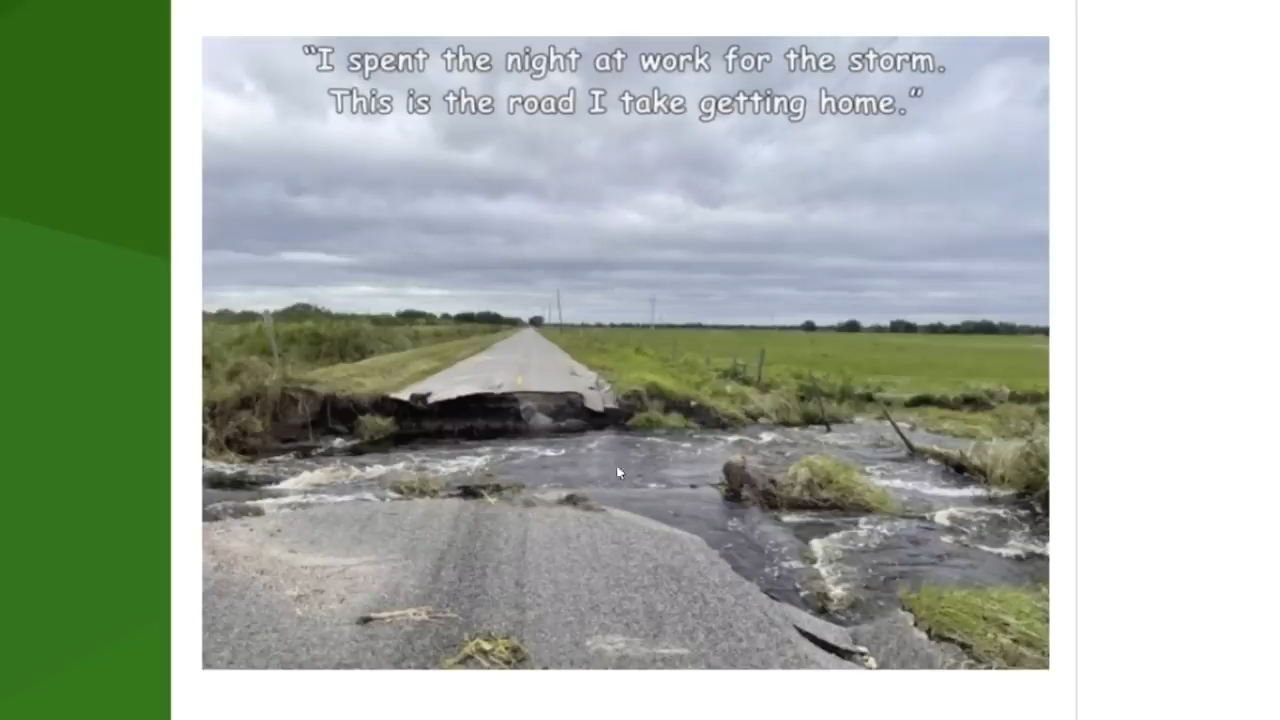 “I spent the night at work for the storm.
This is the road I take getting home.”